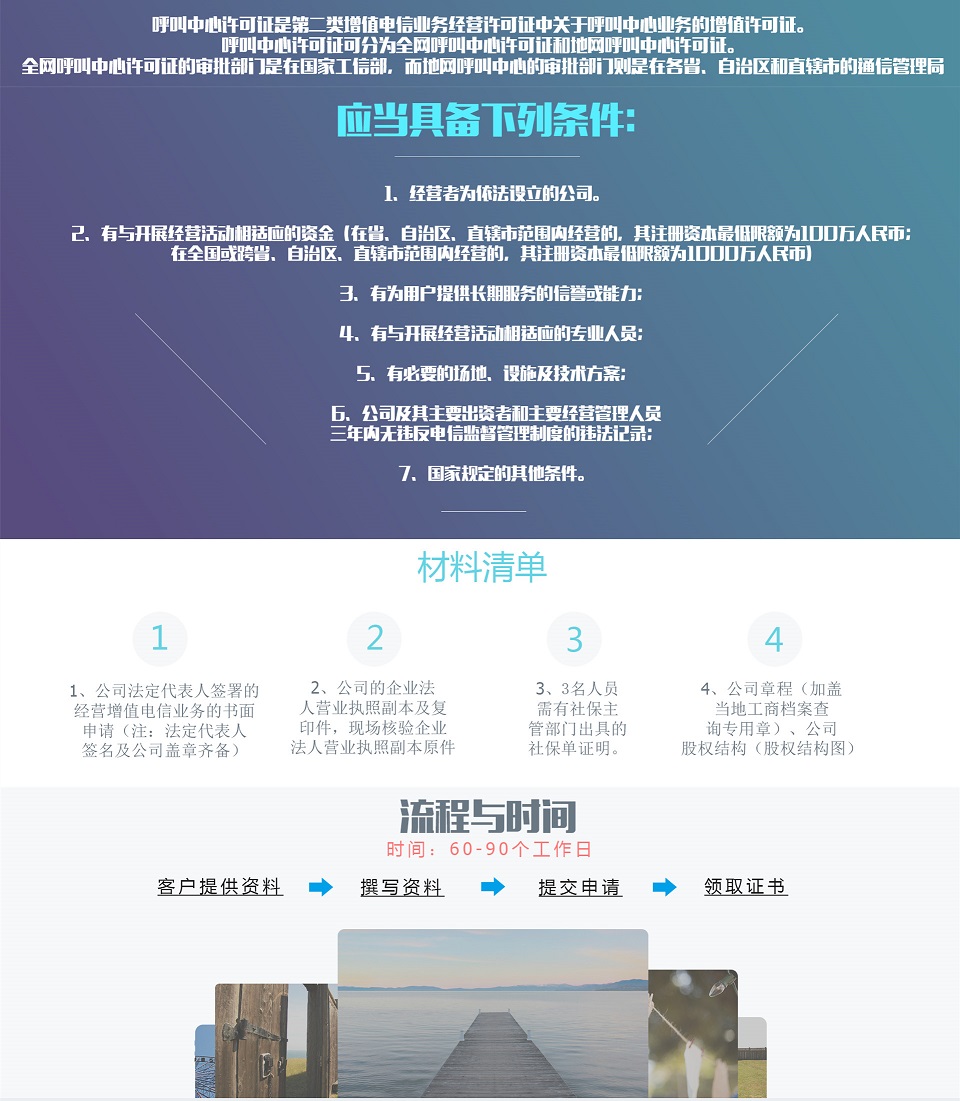 呼叫中心许可证是第二类增值电信业务经营许可证中关于呼叫中心业务的增值许可证。
呼叫中心许可证可分为全网呼叫中心许可证和地网呼叫中心许可证。
全网呼叫中心许可证的审批部门是在国家工信部，而地网呼叫中心的审批部门则是在各省、自治区和直辖市的通信管理局
应当具备下列条件：
1、经营者为依法设立的公司。
2、有与开展经营活动相适应的资金（在省、自治区、直辖市范围内经营的，其注册资本最低限额为100万人民币；
在全国或跨省、自治区、直辖市范围内经营的，其注册资本最低限额为1000万人民币）
3、有为用户提供长期服务的信誉或能力；
4、有与开展经营活动相适应的专业人员；
5、有必要的场地、设施及技术方案；
6、公司及其主要出资者和主要经营管理人员
三年内无违反电信监督管理制度的违法记录；
7、国家规定的其他条件。
材料清单
1
2
3
4
1、公司法定代表人签署的
经营增值电信业务的书面
申请（注：法定代表人
签名及公司盖章齐备）
2、公司的企业法
人营业执照副本及复
印件，现场核验企业
法人营业执照副本原件
3、3名人员
需有社保主
管部门出具的
社保单证明。
4、公司章程（加盖
当地工商档案查
询专用章）、公司
股权结构（股权结构图）
流程与时间
时间：60-90个工作日
客户提供资料
撰写资料
提交申请
领取证书